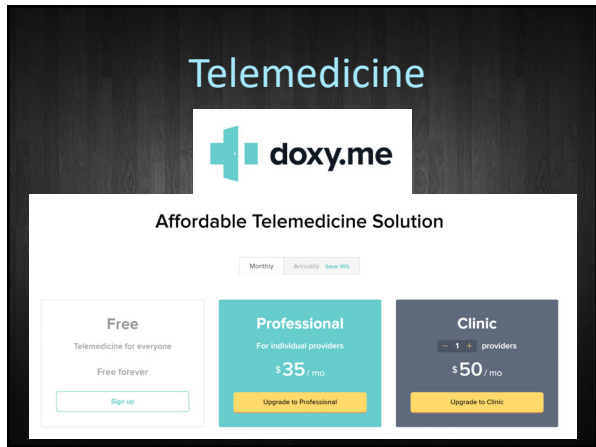 Telemedicine
doxy.me
Affordable Telemedicine Solution
Monthly Annually Save 16%
Free
Telemedicine for everyone
Free forever
Sign up
Professional
For individual providers
$35/mo
Upgrade to Professional
Clinic
− 1 + providers
$50/mo
Upgrade to Clinic